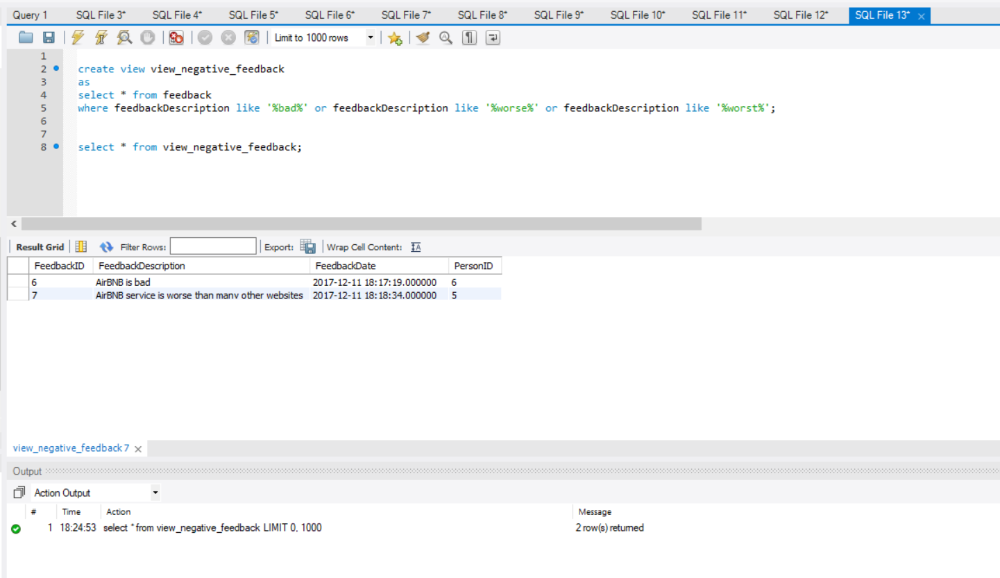 Query 1 SQL File 3* SQL File 4* SQL File 5* SQL File 6* SQL File 7* SQL File 8* SQL File 9* SQL File 10* SQL File 11* SQL File 12* SQL File 13*
Limit to 1000 rows
1
2 create view view_negative_feedback
3 as
4 select * from feedback
5 where feedbackDescription like '%bad%' or feedbackDescription like '%worse%' or feedbackDescription like '%worst%';
6
7
8 select * from view_negative_feedback;
Result Grid Filter Rows: Export: Wrap Cell Content:
FeedbackID FeedbackDescription FeedbackDate PersonID
6 AirBNB is bad 2017-12-11 18:17:19.000000 6
7 AirBNB service is worse than many other websites 2017-12-11 18:18:34.000000 5
view_negative_feedback 7
Output
Action Output
# Time Action Message
1 18:24:53 select * from view_negative_feedback LIMIT 0, 1000 2 row(s) returned